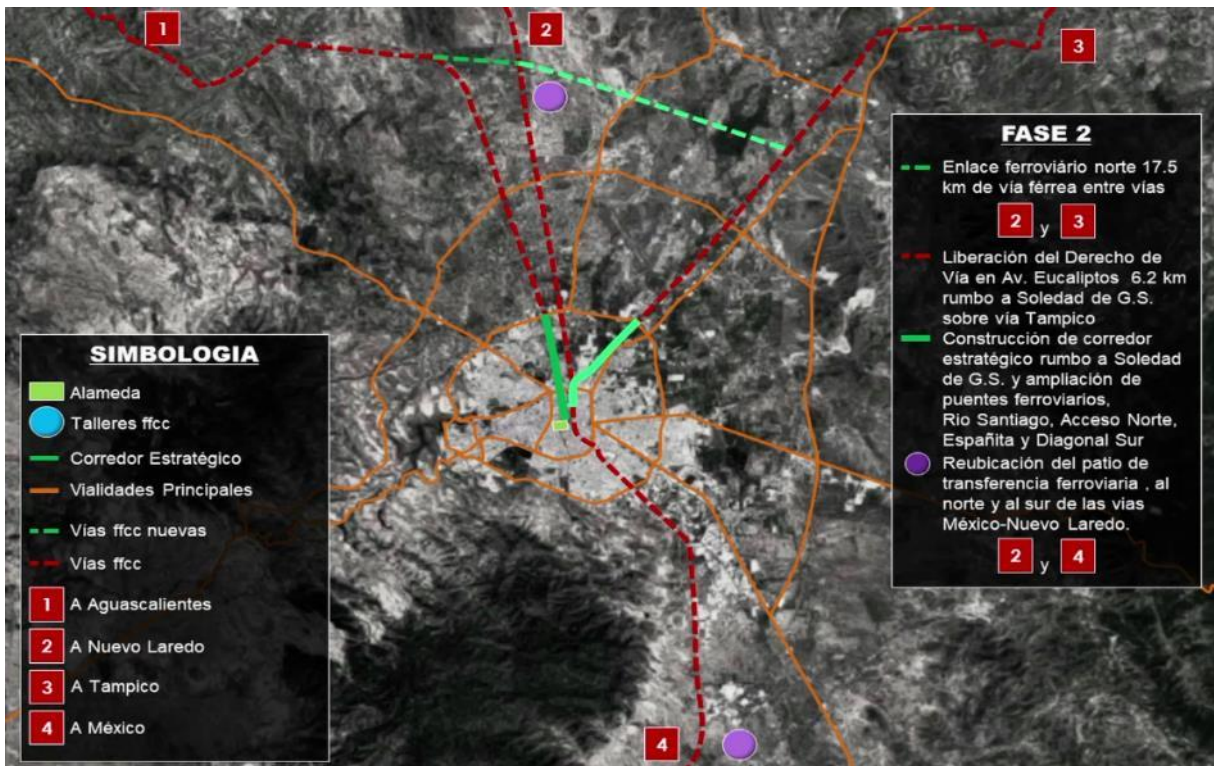 1
2
3
FASE 2
Enlace ferroviário norte 17.5
km de vía férrea entre vías
2 y 3
Liberación del Derecho de
Vía en Av. Eucaliptos 6.2 km
rumbo a Soledad de G.S.
sobre vía Tampico
Construcción de corredor
estratégico rumbo a Soledad
de G.S. y ampliación de
puentes ferroviarios,
Rio Santiago, Acceso Norte,
Españita y Diagonal Sur
Reubicación del patio de
transferencia ferroviaria , al
norte y al sur de las vias
México-Nuevo Laredo.
2 y 4
SIMBOLOGIA
Alameda
Talleres ffcc
Corredor Estratégico
Vialidades Principales
Vías ffcc nuevas
Vías ffcc
1 A Aguascalientes
2 A Nuevo Laredo
3 A Tampico
4 A México
4